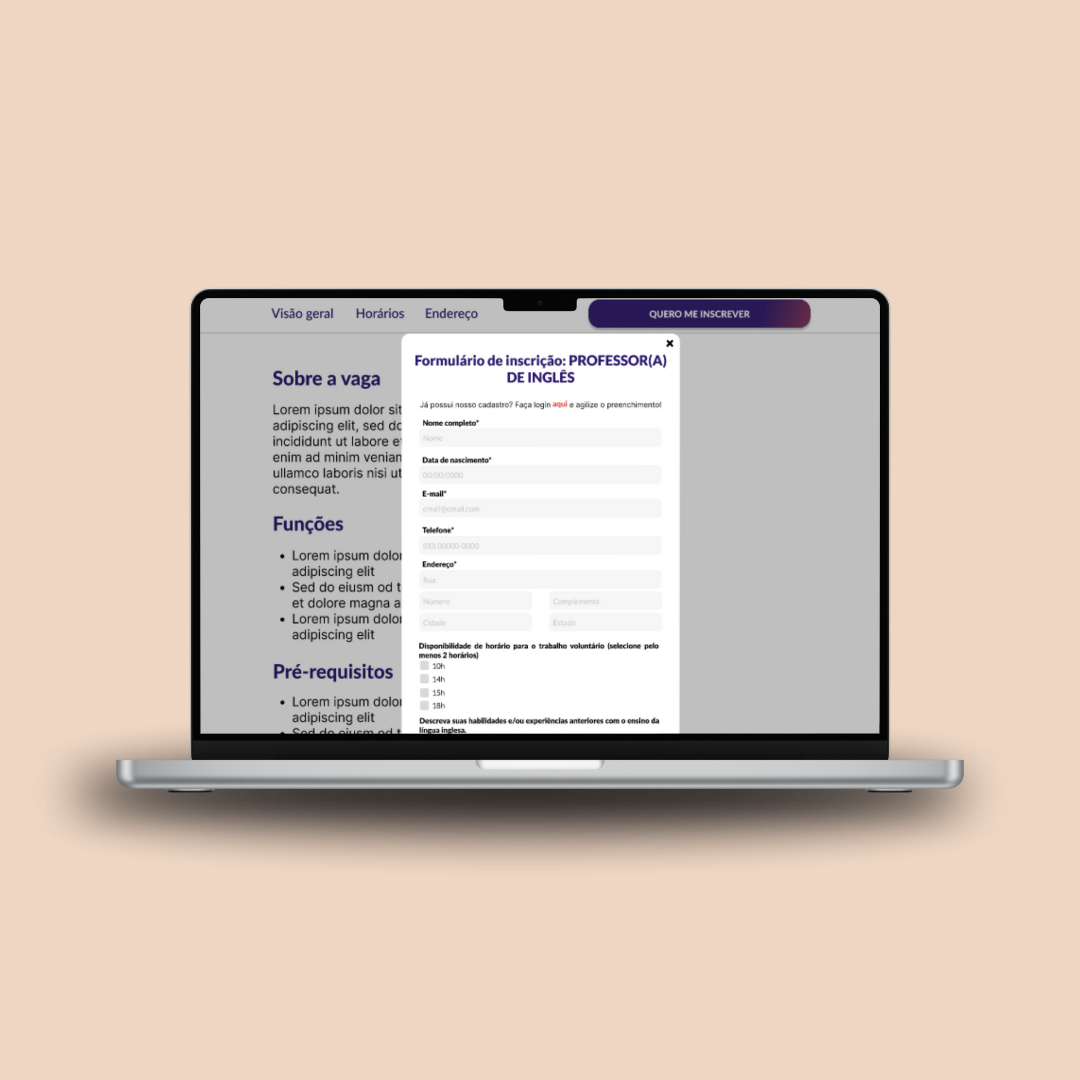 Visão geral Horários Endereço QUERO ME INSCREVER
Sobre a vaga
Lorem ipsum dolor sit
adipiscing elit, sed do
incididunt ut labore et
enim ad minim veniam
ullamco laboris nisi ut
consequat.
Funções
• Lorem ipsum dolor
adipiscing elit
• Sed do eiusm od t
et dolore magna a
• Lorem ipsum dolor
adipiscing elit
Pré-requisitos
• Lorem ipsum dolor
adipiscing elit
• Sed do eiusm od t
Formulário de inscrição: PROFESSOR(A)
DE INGLÊS
Já possui nosso cadastro? Faça login aqui e agilize o preenchimento!
Nome completo*
Nome
Data de nascimento*
00/00/0000
E-mail*
email@email.com
Telefone*
(00) 00000-0000
Endereço*
Rua
Número Complemento
Cidade Estado
Disponibilidade de horário para o trabalho voluntário (selecione pelo
menos 2 horários)
10h
14h
15h
18h
Descreva suas habilidades e/ou experiências anteriores com o ensino da
língua inglesa.